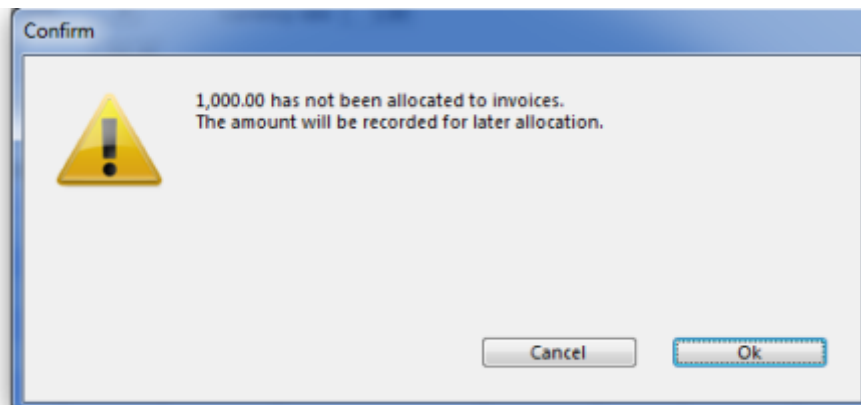 Confirm
1,000.00 has not been allocated to invoices.
The amount will be recorded for later allocation.
Cancel
Ok